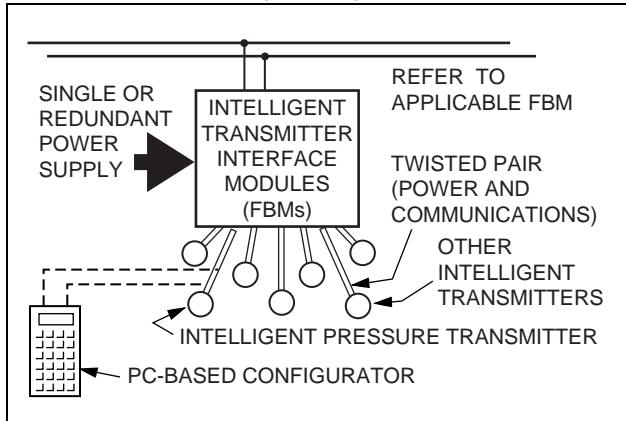 SINGLE OR
REDUNDANT
POWER
SUPPLY
INTELLIGENT
TRANSMITTER
INTERFACE
MODULES
(FBMs)
REFER TO
APPLICABLE FBM
TWISTED PAIR
(POWER AND
COMMUNICATIONS)
OTHER
INTELLIGENT
TRANSMITTERS
INTELLIGENT PRESSURE TRANSMITTER
PC-BASED CONFIGURATOR